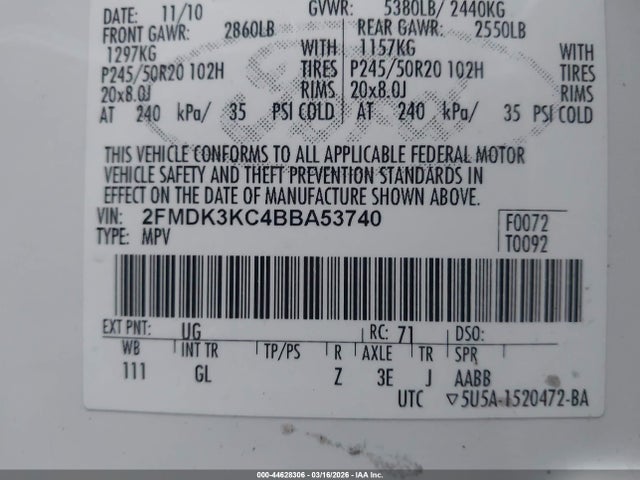 DATE: 11/10 GVWR: 5380LB/ 2440KG
FRONT GAWR: 2860LB REAR GAWR: 2550LB
1297KG WITH 1157KG WITH
P245/50R20 102H TIRES P245/50R20 102H TIRES
20x8.0J RIMS 20x8.0J RIMS
AT 240 kPa/ 35 PSI COLD AT 240 kPa/ 35 PSI COLD
THIS VEHICLE CONFORMS TO ALL APPLICABLE FEDERAL MOTOR
VEHICLE SAFETY AND THEFT PREVENTION STANDARDS IN
EFFECT ON THE DATE OF MANUFACTURE SHOWN ABOVE.
VIN: 2FMDK3KC4BBA53740 F0072
TYPE: MPV T0092
EXT PNT: UG RC: 71 DSO:
WB INT TR TP/PS R AXLE TR SPR
111 GL Z 3E J AABB
UTC ▽5U5A-1520472-BA
000-44628306 - 03/16/2026 - IAAI.com